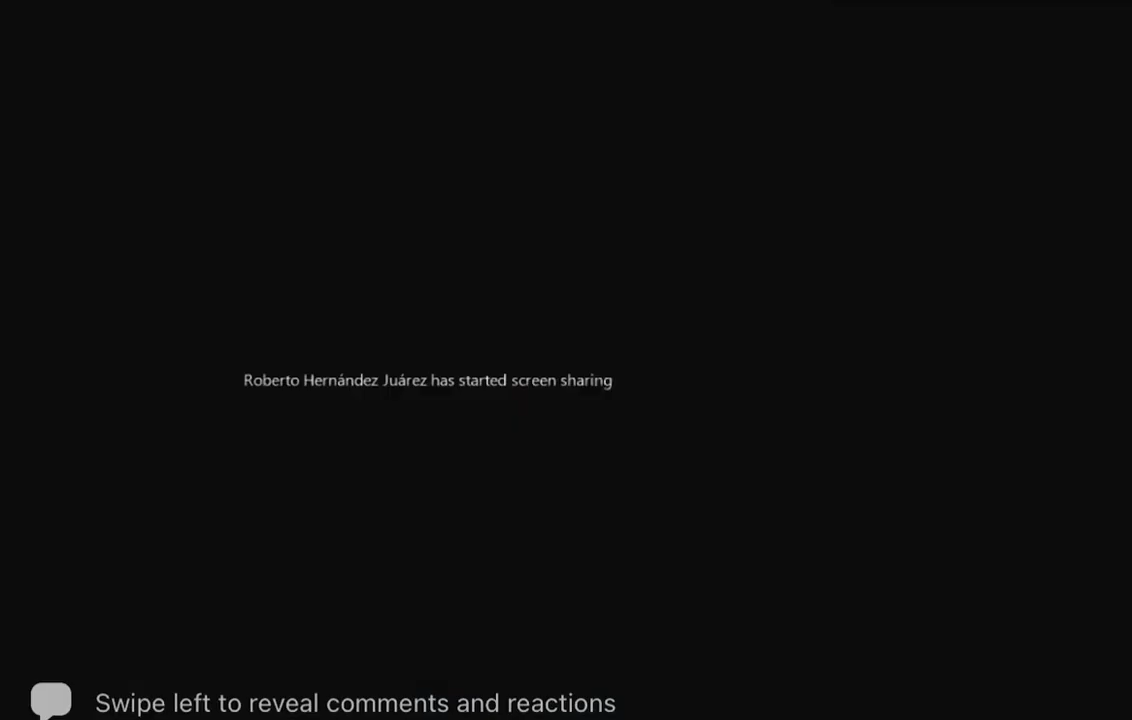 Roberto Hernández Juárez has started screen sharing
Swipe left to reveal comments and reactions